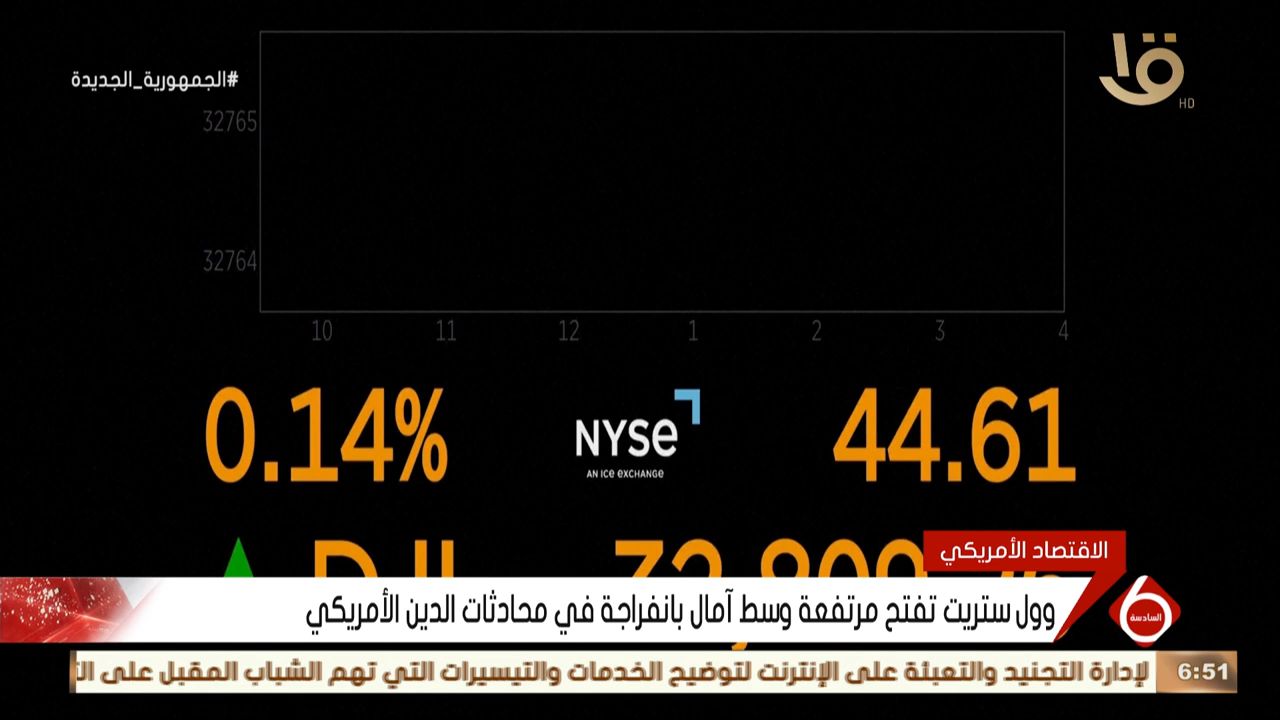 #الجمهورية_الجديدة
HD
32765
32764
10 11 12 1 2 3 4
0.14%
NYSE
AN ICE EXCHANGE
44.61
الاقتصاد الأمريكي
وول ستريت تفتح مرتفعة وسط آمال بانفراجة في محادثات الدين الأمريكي
السادسة
لإدارة التجنيد والتعبئة على الإنترنت لتوضيح الخدمات والتيسيرات التي تهم الشباب المقبل على
6:51